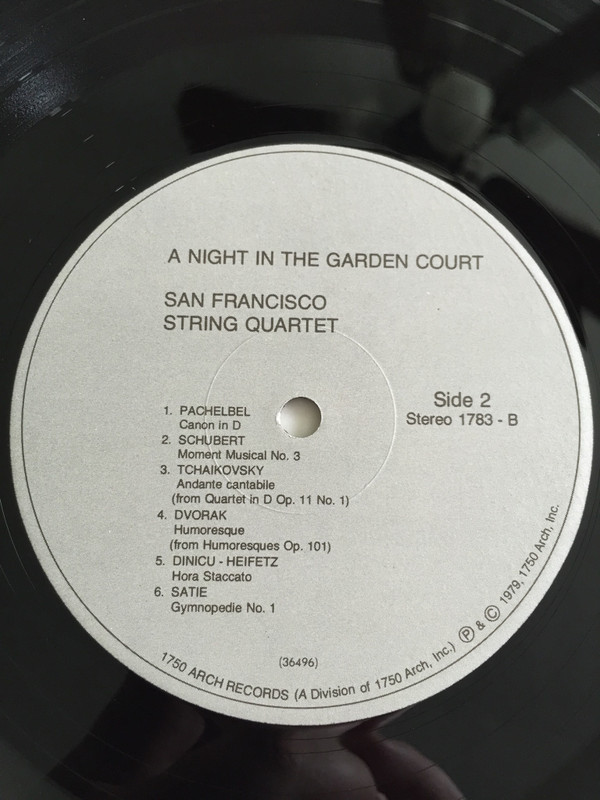 A NIGHT IN THE GARDEN COURT
SAN FRANCISCO
STRING QUARTET
Side 2
Stereo 1783 - B
1. PACHELBEL
Canon in D
2. SCHUBERT
Moment Musical No. 3
3. TCHAIKOVSKY
Andante cantabile
(from Quartet in D Op. 11 No. 1)
4. DVORAK
Humoresque
(from Humoresques Op. 101)
5. DINICU - HEIFETZ
Hora Staccato
6. SATIE
Gymnopedie No. 1
(36496)
1750 ARCH RECORDS (A Division of 1750 Arch, Inc.) Ⓟ & © 1979, 1750 Arch, Inc.